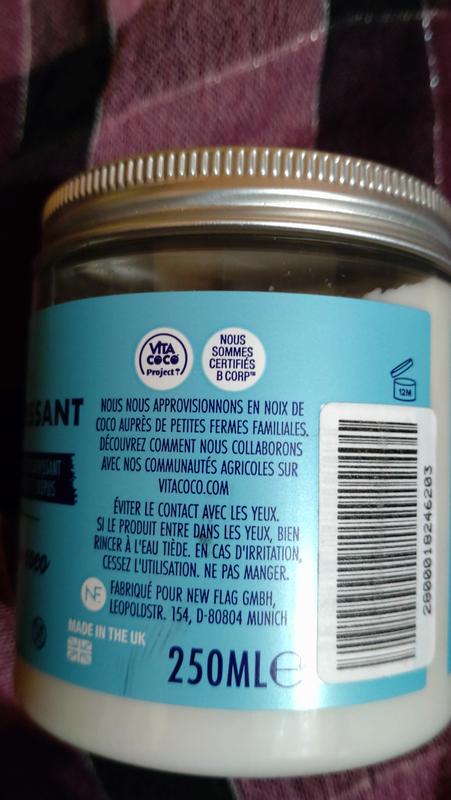 VITA
COCO
Project
NOUS
SOMMES
CERTIFIÉS
B CORP™
12M
SSANT
NOUS NOUS APPROVISIONNONS EN NOIX DE
COCO AUPRÈS DE PETITES FERMES FAMILIALES.
DÉCOUVREZ COMMENT NOUS COLLABORONS
AVEC NOS COMMUNAUTÉS AGRICOLES SUR
VITACOCO.COM
ÉVITER LE CONTACT AVEC LES YEUX.
SI LE PRODUIT ENTRE DANS LES YEUX, BIEN
RINCER À L'EAU TIÈDE. EN CAS D'IRRITATION,
CESSEZ L'UTILISATION. NE PAS MANGER.
coco
NF
FABRIQUÉ POUR NEW FLAG GMBH,
LEOPOLDSTR. 154, D-80804 MUNICH
MADE IN THE UK
250ML℮
2800018246203